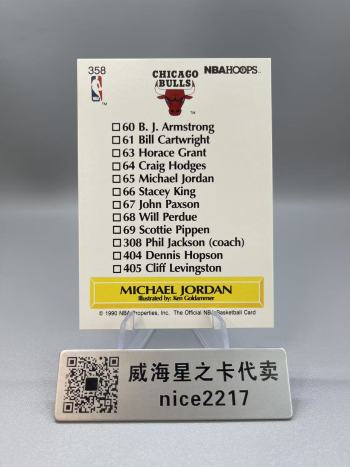 358
CHICAGO
BULLS
NBA HOOPS
TM
TM
60 B. J. Armstrong
61 Bill Cartwright
63 Horace Grant
64 Craig Hodges
65 Michael Jordan
66 Stacey King
67 John Paxson
68 Will Perdue
69 Scottie Pippen
308 Phil Jackson (coach)
404 Dennis Hopson
405 Cliff Levingston
MICHAEL JORDAN
Illustrated by: Ken Goldammer
© 1990 NBA Properties, Inc. The Official NBA Basketball Card
威海星之卡代卖
nice2217